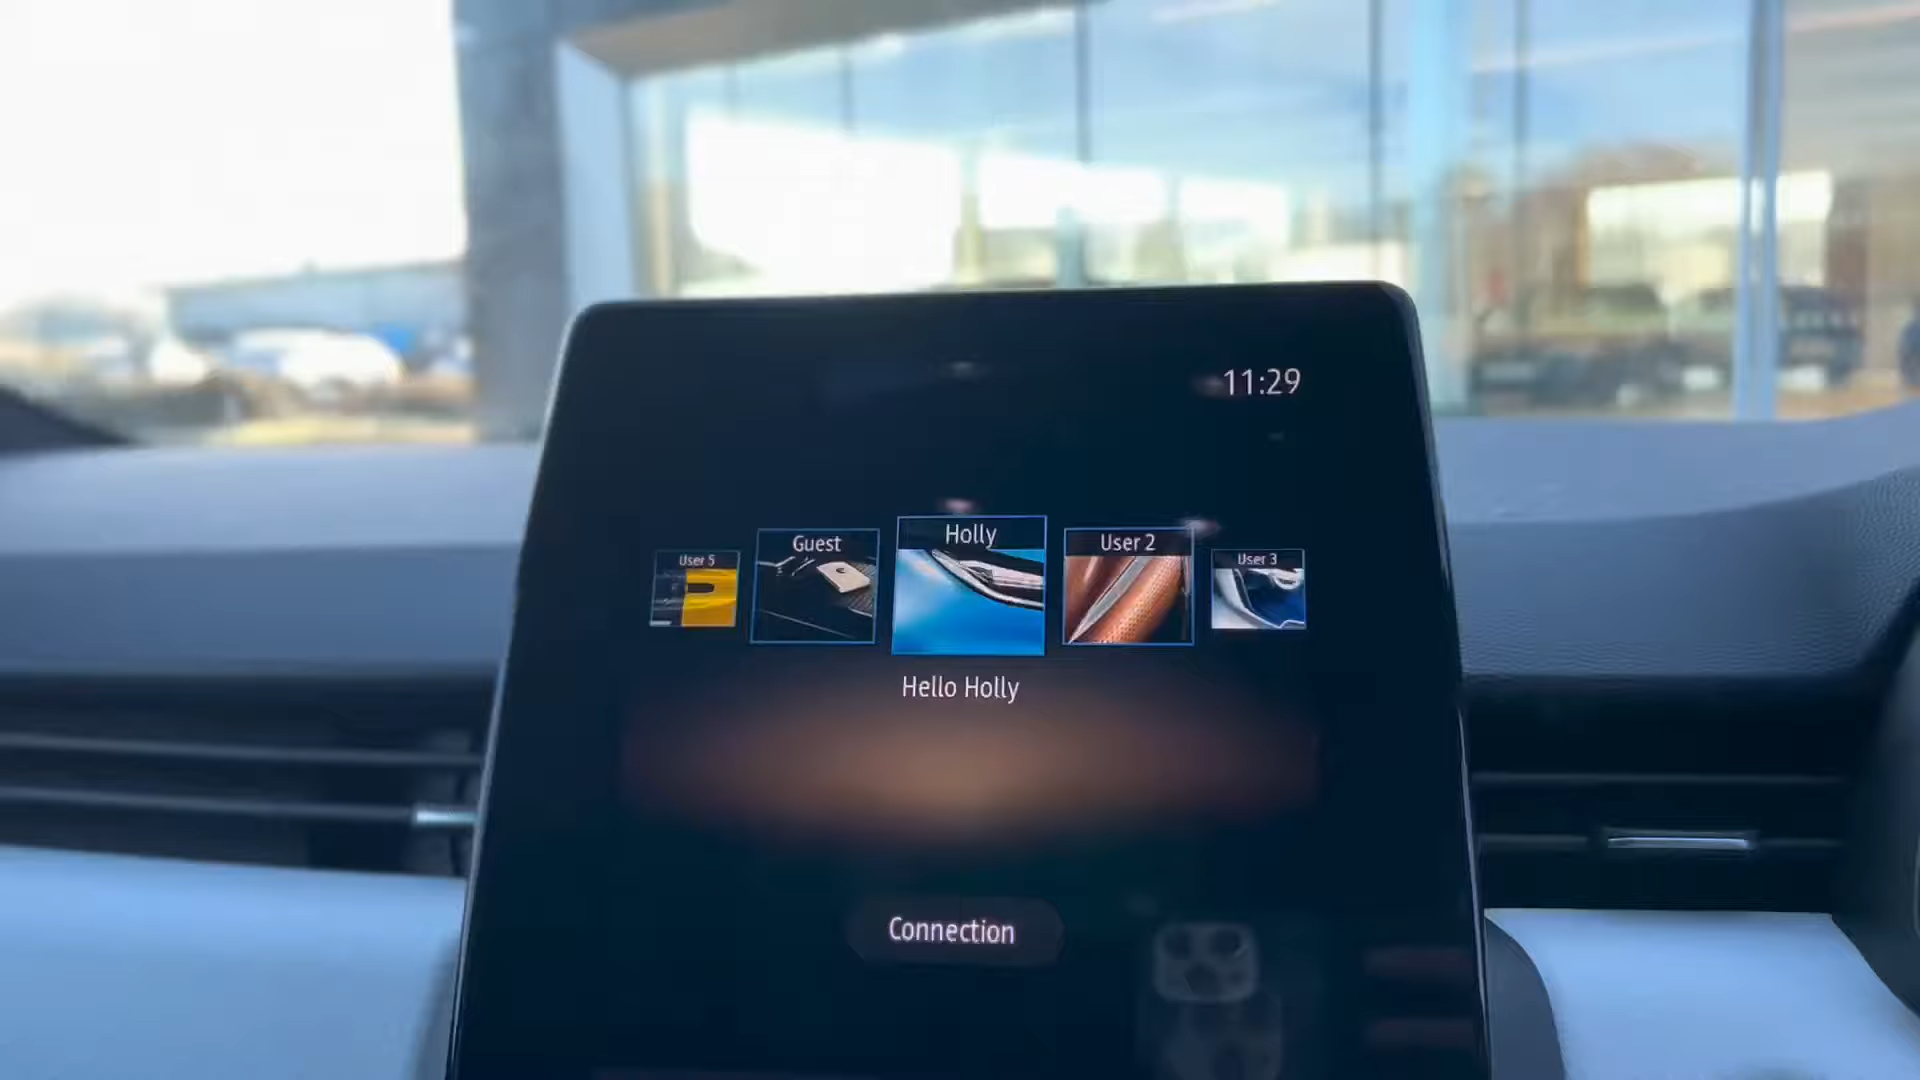 11:29
User 5
Guest
Holly
User 2
User 3
Hello Holly
Connection